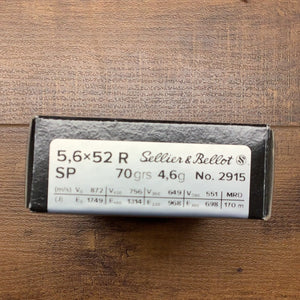 5,6×52 R Sellier & Bellot S
SP 70grs 4,6g No. 2915
(m/s) V₀ 872 V₁₀₀ 756 V₂₀₀ 649 V₃₀₀ 551 MRD
(J) E₀ 1749 E₁₀₀ 1314 E₂₀₀ 968 E₃₀₀ 698 170 m